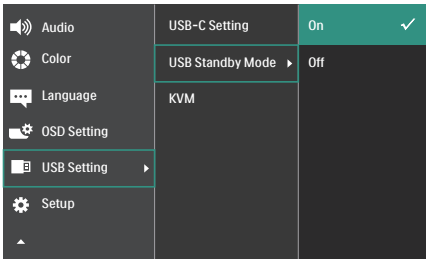 Audio
Color
Language
OSD Setting
USB Setting
Setup
USB-C Setting
USB Standby Mode
KVM
On
Off